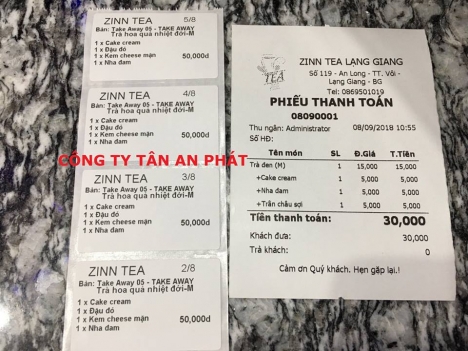 ZINN TEA 5/8
Bàn: Take Away 05 - TAKE AWAY
Trà hoa quả nhiệt đới-M
1 x Cake cream
1 x Đậu đỏ
1 x Kem cheese mặn 50,000đ
1 x Nha đam
ZINN TEA 4/8
Bàn: Take Away 05 - TAKE AWAY
Trà hoa quả nhiệt đới-M
1 x Cake cream
1 x Đậu đỏ
1 x Kem cheese mặn 50,000đ
1 x Nha đam
CÔNG TY TÂN AN PHÁT
ZINN TEA 3/8
Bàn: Take Away 05 - TAKE AWAY
Trà hoa quả nhiệt đới-M
1 x Cake cream
1 x Đậu đỏ
1 x Kem cheese mặn 50,000đ
1 x Nha đam
ZINN TEA 2/8
Bàn: Take Away 05 - TAKE AWAY
Trà hoa quả nhiệt đới-M
1 x Cake cream
1 x Đậu đỏ
1 x Kem cheese mặn 50,000đ
1 x Nha đam
TEA
ZINN TEA LẠNG GIANG
Số 119 - An Long - TT. Vôi -
Lạng Giang - BG
Tel: 0869501019
PHIẾU THANH TOÁN
08090001
Thu ngân: Administrator 08/09/2018 10:55
Số HĐ:
Tên món SL Đ.Giá T.Tiền
Trà đen (M) 1 15,000 15,000
+Cake cream 1 5,000 5,000
+Nha đam 1 5,000 5,000
+Trân châu sợi 1 5,000 5,000
Tiền thanh toán: 30,000
Khách đưa: 30,000
Trả khách: 0
Cảm ơn Quý khách. Hẹn gặp lại.!